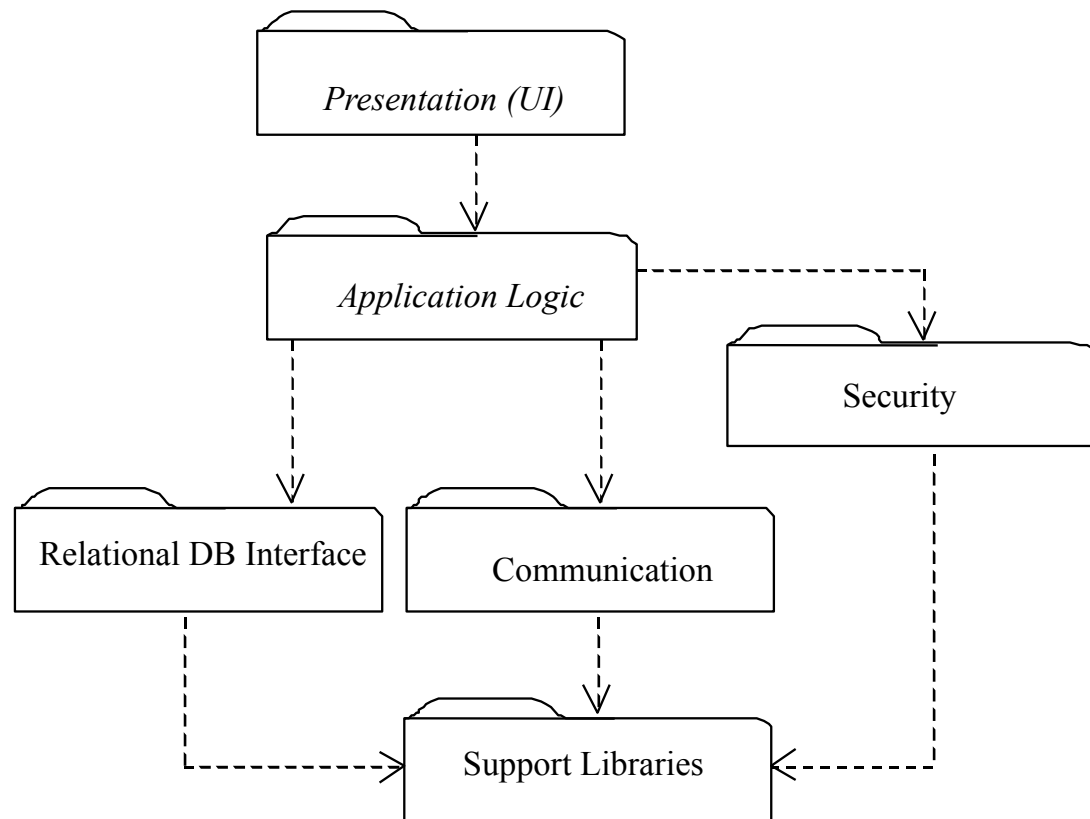 Presentation (UI)
Application Logic
Security
Relational DB Interface
Communication
Support Libraries